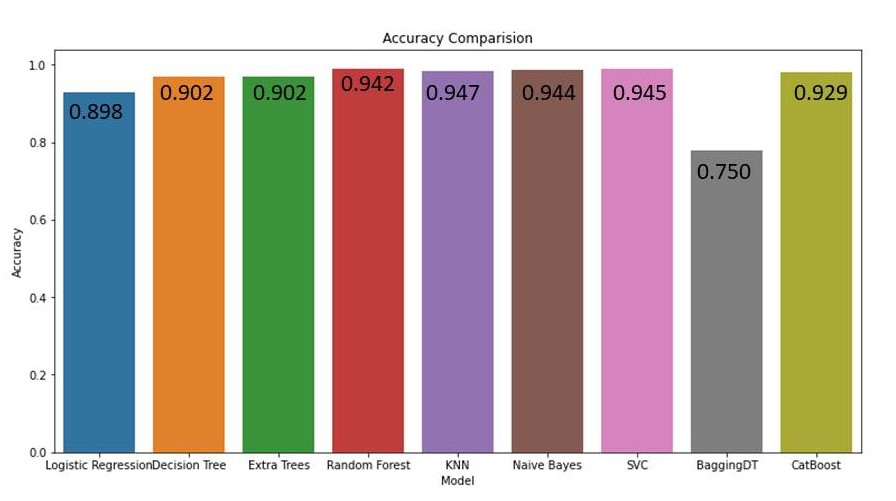 Accuracy Comparision
1.0
0.8
0.6
0.4
0.2
0.0
Accuracy
0.898
0.902
0.902
0.942
0.947
0.944
0.945
0.750
0.929
Logistic Regression
Decision Tree
Extra Trees
Random Forest
KNN
Naive Bayes
SVC
BaggingDT
CatBoost
Model